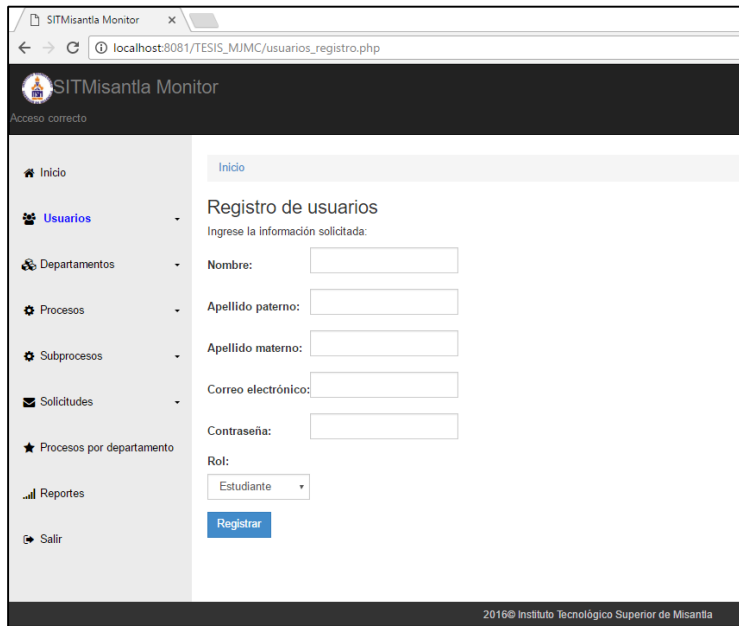 SITMisantla Monitor
localhost:8081/TESIS_MJMC/usuarios_registro.php
SITMisantla Monitor
Acceso correcto
Inicio
Usuarios
Departamentos
Procesos
Subprocesos
Solicitudes
Procesos por departamento
Reportes
Salir
Inicio
Registro de usuarios
Ingrese la información solicitada:
Nombre:
Apellido paterno:
Apellido materno:
Correo electrónico:
Contraseña:
Rol:
Estudiante
Registrar
2016© Instituto Tecnológico Superior de Misantla